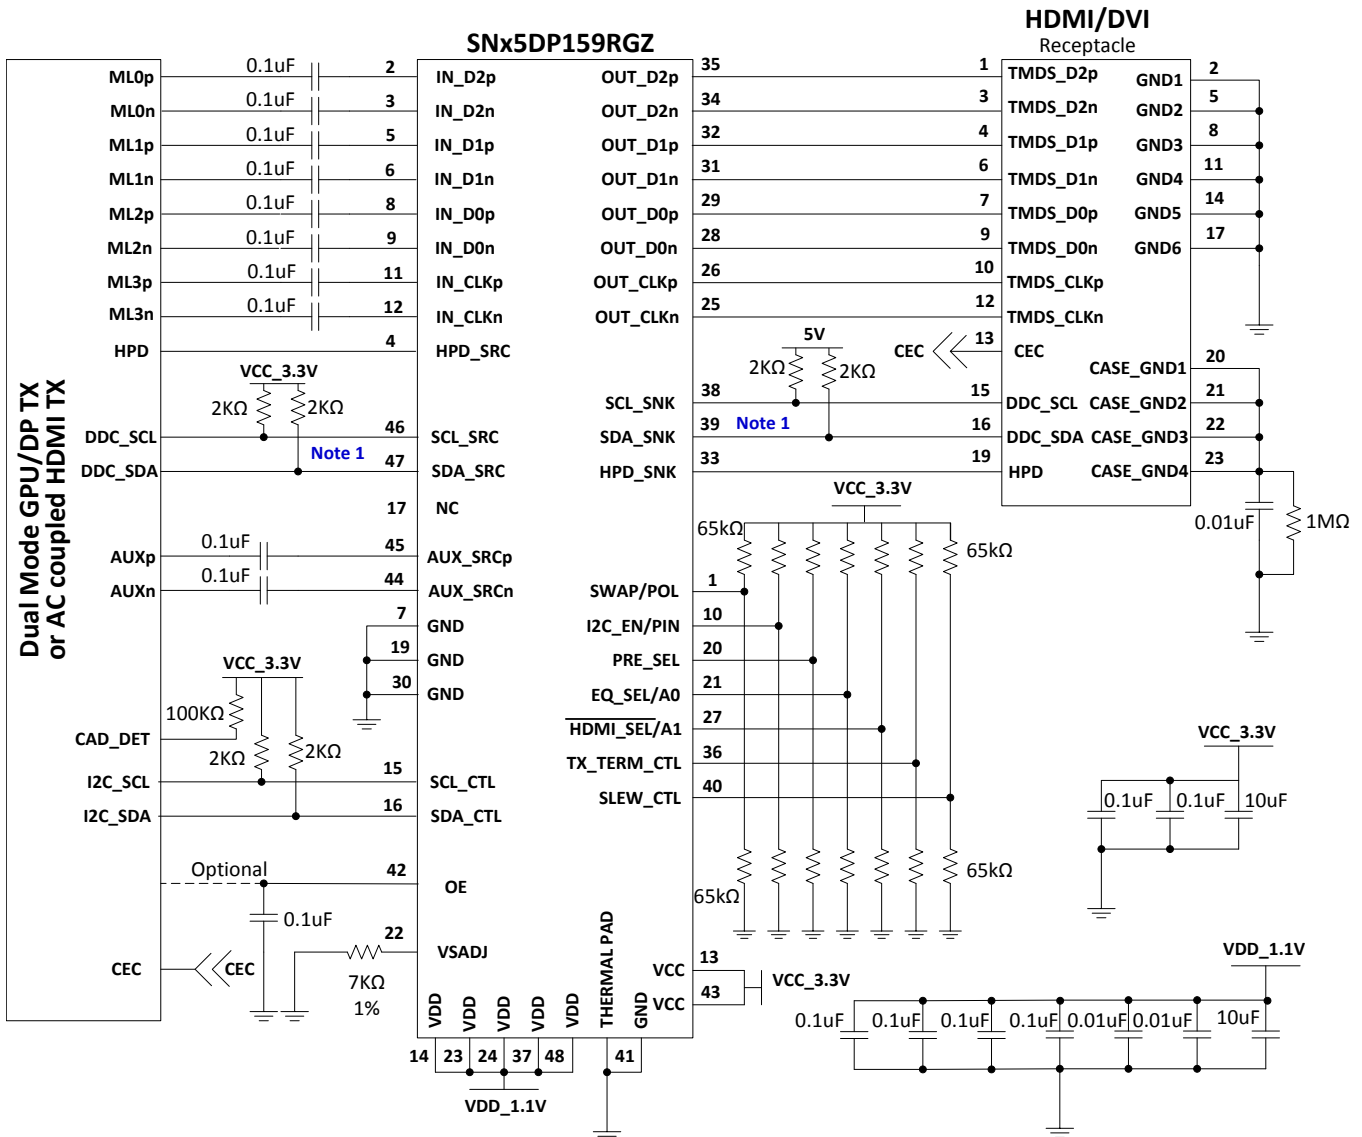 HDMI/DVI
Receptacle
SNx5DP159RGZ
Dual Mode GPU/DP TX
or AC coupled HDMI TX
ML0p 0.1uF 2 IN_D2p OUT_D2p 35 1 TMDS_D2p GND1 2
ML0n 0.1uF 3 IN_D2n OUT_D2n 34 3 TMDS_D2n GND2 5
ML1p 0.1uF 5 IN_D1p OUT_D1p 32 4 TMDS_D1p GND3 8
ML1n 0.1uF 6 IN_D1n OUT_D1n 31 6 TMDS_D1n GND4 11
ML2p 0.1uF 8 IN_D0p OUT_D0p 29 7 TMDS_D0p GND5 14
ML2n 0.1uF 9 IN_D0n OUT_D0n 28 9 TMDS_D0n GND6 17
ML3p 0.1uF 11 IN_CLKp OUT_CLKp 26 10 TMDS_CLKp
ML3n 0.1uF 12 IN_CLKn OUT_CLKn 25 12 TMDS_CLKn
HPD 4 HPD_SRC 5V CEC 13 CEC
VCC_3.3V 2KΩ 2KΩ CASE_GND1 20
2KΩ 2KΩ SCL_SNK 38 15 DDC_SCL CASE_GND2 21
DDC_SCL 46 SCL_SRC SDA_SNK 39 Note 1 16 DDC_SDA CASE_GND3 22
DDC_SDA Note 1 47 SDA_SRC HPD_SNK 33 19 HPD CASE_GND4 23
VCC_3.3V
17 NC 0.01uF 1MΩ
65kΩ 65kΩ
AUXp 0.1uF 45 AUX_SRCp
AUXn 0.1uF 44 AUX_SRCn SWAP/POL 1
7 GND I2C_EN/PIN 10
19 GND PRE_SEL 20
VCC_3.3V
30 GND EQ_SEL/A0 21
100KΩ
CAD_DET HDMI_SEL/A1 27 VCC_3.3V
2KΩ 2KΩ TX_TERM_CTL 36
I2C_SCL 15 SCL_CTL SLEW_CTL 40
0.1uF 0.1uF 10uF
I2C_SDA 16 SDA_CTL
Optional 42 OE 65kΩ 65kΩ
0.1uF
22 VSADJ
CEC CEC
7KΩ
1%
VCC 13 VDD_1.1V
VCC 43 VCC_3.3V
VDD VDD VDD VDD VDD THERMAL PAD GND
0.1uF 0.1uF 0.1uF 0.1uF 0.01uF 0.01uF 10uF
14 23 24 37 48 41
VDD_1.1V